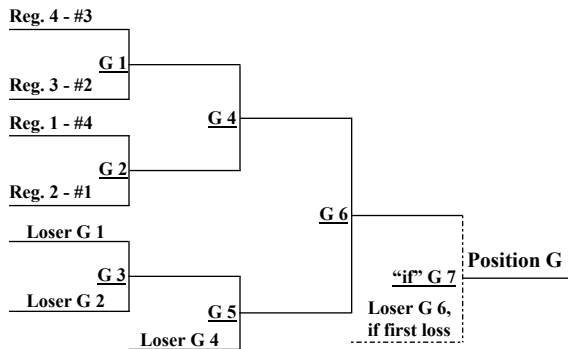 Reg. 4 - #3
G 1
Reg. 3 - #2
G 4
Reg. 1 - #4
G 2
Reg. 2 - #1
G 6
Loser G 1
Position G
G 3
“if” G 7
Loser G 2
G 5
Loser G 6,
if first loss
Loser G 4